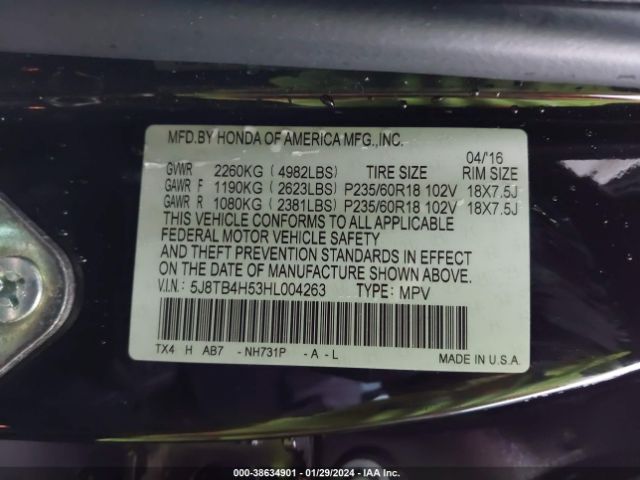 MFD.BY HONDA OF AMERICA MFG.,INC.
04/'16
GVWR 2260KG (4982LBS) TIRE SIZE RIM SIZE
GAWR F 1190KG (2623LBS) P235/60R18 102V 18X7.5J
GAWR R 1080KG (2381LBS) P235/60R18 102V 18X7.5J
THIS VEHICLE CONFORMS TO ALL APPLICABLE
FEDERAL MOTOR VEHICLE SAFETY
AND THEFT PREVENTION STANDARDS IN EFFECT
ON THE DATE OF MANUFACTURE SHOWN ABOVE.
V.I.N.: 5J8TB4H53HL004263 TYPE: MPV
TX4 H AB7 -NH731P -A-L
MADE IN U.S.A.
000-38634901 - 01/29/2024 - IAA Inc.